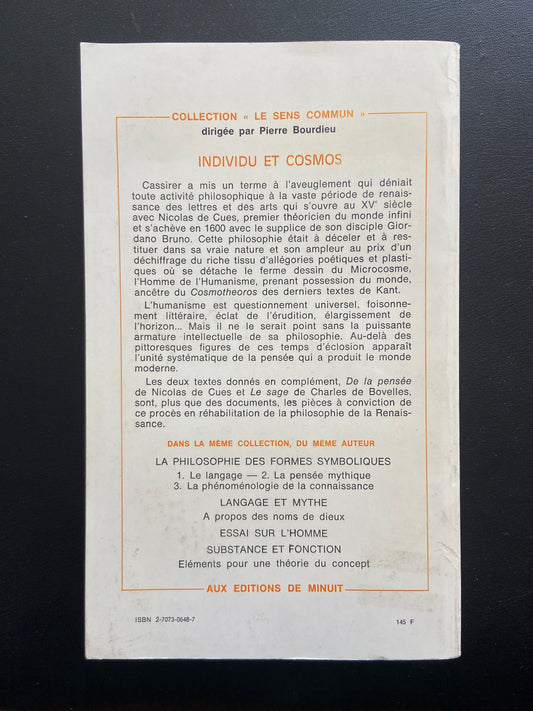 COLLECTION « LE SENS COMMUN »
dirigée par Pierre Bourdieu
INDIVIDU ET COSMOS
Cassirer a mis un terme à l'aveuglement qui déniait
toute activité philosophique à la vaste période de renais-
sance des lettres et des arts qui s'ouvre au XVe siècle
avec Nicolas de Cues, premier théoricien du monde infini
et s'achève en 1600 avec le supplice de son disciple Gior-
dano Bruno. Cette philosophie était à déceler et à res-
tituer dans sa vraie nature et son ampleur au prix d'un
déchiffrage du riche tissu d'allégories poétiques et plasti-
ques où se détache le ferme dessin du Microcosme,
l'Homme de l'Humanisme, prenant possession du monde,
ancêtre du Cosmotheoros des derniers textes de Kant.
L'humanisme est questionnement universel, foisonne-
ment littéraire, éclat de l'érudition, élargissement de
l'horizon... Mais il ne le serait point sans la puissante
armature intellectuelle de sa philosophie. Au-delà des
pittoresques figures de ces temps d'éclosion apparaît
l'unité systématique de la pensée qui a produit le monde
moderne.
Les deux textes donnés en complément, De la pensée
de Nicolas de Cues et Le sage de Charles de Bovelles,
sont, plus que des documents, les pièces à conviction de
ce procès en réhabilitation de la philosophie de la Renais-
sance.
DANS LA MÊME COLLECTION, DU MÊME AUTEUR
LA PHILOSOPHIE DES FORMES SYMBOLIQUES
1. Le langage — 2. La pensée mythique
3. La phénoménologie de la connaissance
LANGAGE ET MYTHE
A propos des noms de dieux
ESSAI SUR L'HOMME
SUBSTANCE ET FONCTION
Eléments pour une théorie du concept
AUX EDITIONS DE MINUIT
ISBN 2-7073-0648-7
145 F